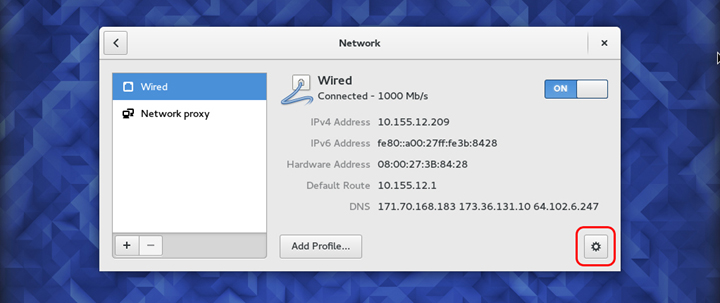 Network
Wired
Network proxy
Wired
Connected - 1000 Mb/s
ON
IPv4 Address 10.155.12.209
IPv6 Address fe80::a00:27ff:fe3b:8428
Hardware Address 08:00:27:3B:84:28
Default Route 10.155.12.1
DNS 171.70.168.183 173.36.131.10 64.102.6.247
+ −
Add Profile...